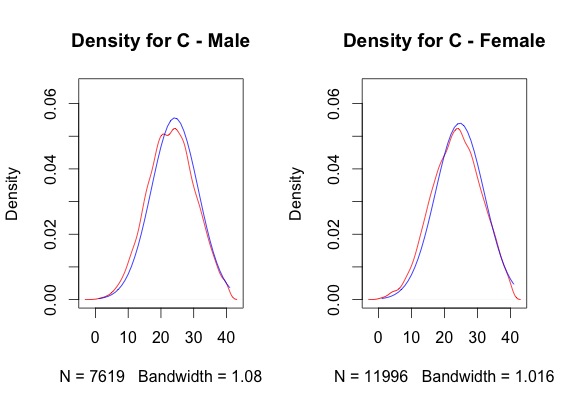 Density for C - Male
Density
0.00 0.02 0.04 0.06
0 10 20 30 40
N = 7619 Bandwidth = 1.08
Density for C - Female
Density
0.00 0.02 0.04 0.06
0 10 20 30 40
N = 11996 Bandwidth = 1.016